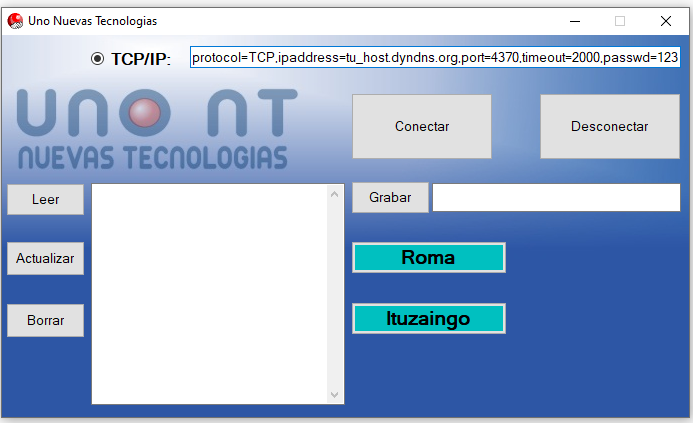 Uno Nuevas Tecnologias
TCP/IP: protocol=TCP,ipaddress=tu_host.dyndns.org,port=4370,timeout=2000,passwd=123
UNO NT
NUEVAS TECNOLOGIAS
Conectar
Desconectar
Leer
Grabar
Actualizar
Roma
Borrar
Ituzaingo